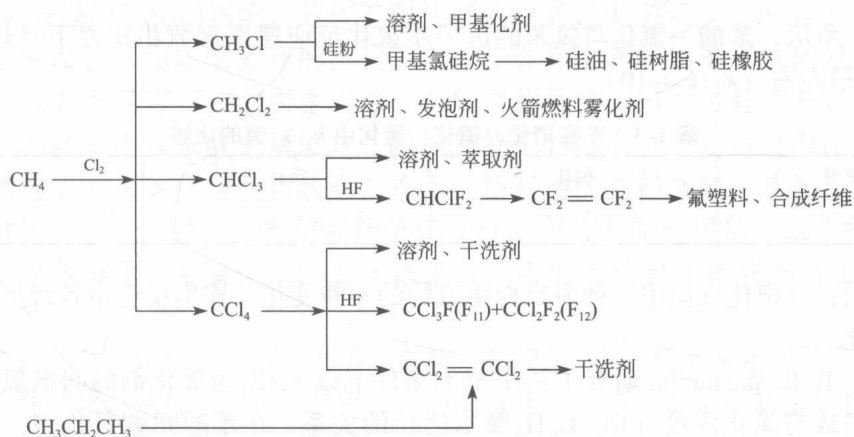 溶剂、甲基化剂
CH₃Cl
硅粉
甲基氯硅烷 硅油、硅树脂、硅橡胶
CH₂Cl₂ 溶剂、发泡剂、火箭燃料雾化剂
溶剂、萃取剂
CH₄ Cl₂ CHCl₃
HF
CHClF₂ CF₂=CF₂ 氟塑料、合成纤维
溶剂、干洗剂
CCl₄ HF CCl₃F(F₁₁)+CCl₂F₂(F₁₂)
CCl₂=CCl₂ 干洗剂
CH₃CH₂CH₃